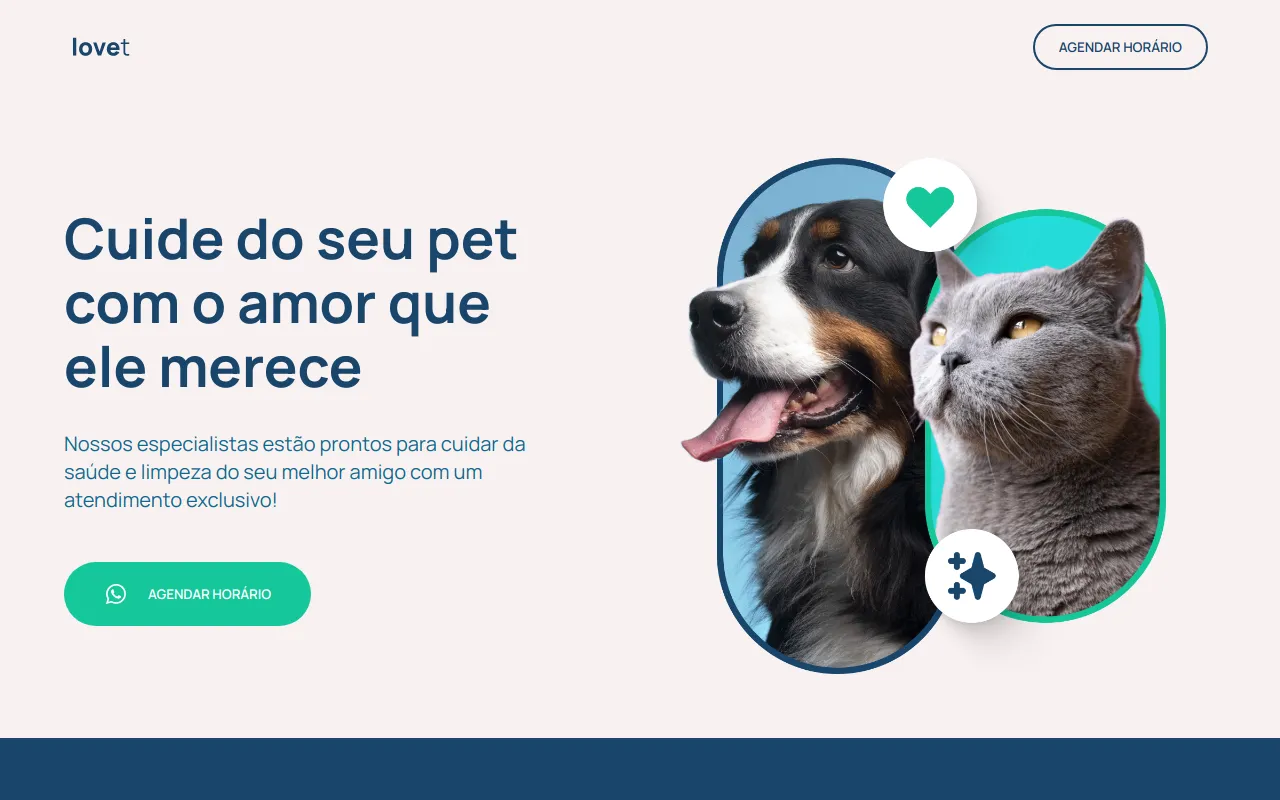 lovet
AGENDAR HORÁRIO
Cuide do seu pet
com o amor que
ele merece
Nossos especialistas estão prontos para cuidar da
saúde e limpeza do seu melhor amigo com um
atendimento exclusivo!
AGENDAR HORÁRIO